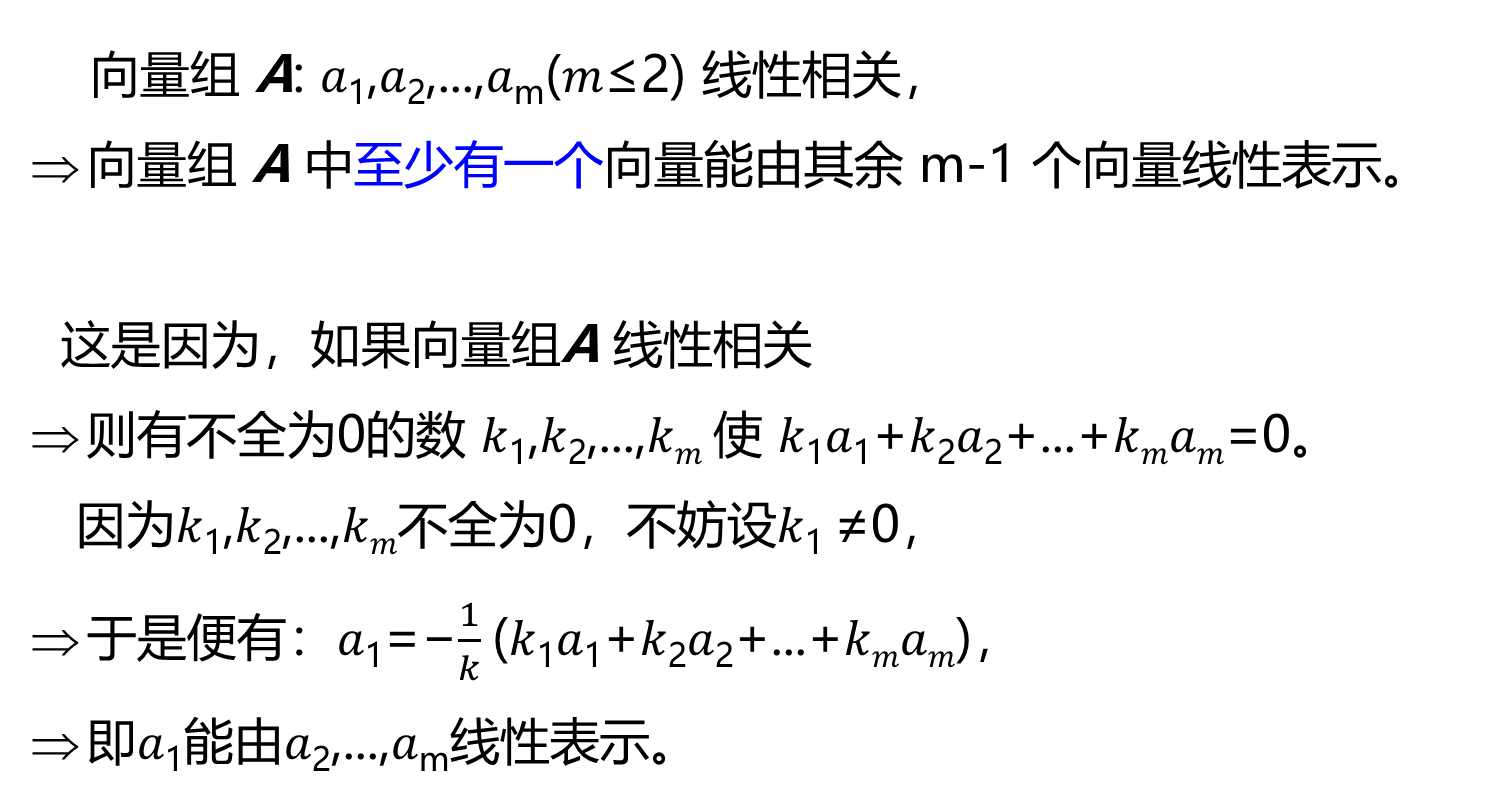 向量组 A: a₁,a₂,...,aₘ(m≤2) 线性相关，
⇒向量组 A 中至少有一个向量能由其余 m-1 个向量线性表示。
这是因为，如果向量组A 线性相关
⇒则有不全为0的数 k₁,k₂,...,kₘ 使 k₁a₁+k₂a₂+...+kₘaₘ=0。
因为k₁,k₂,...,kₘ不全为0，不妨设k₁ ≠0，
⇒于是便有：a₁=−1/k (k₁a₁+k₂a₂+...+kₘaₘ)，
⇒即a₁能由a₂,...,aₘ线性表示。